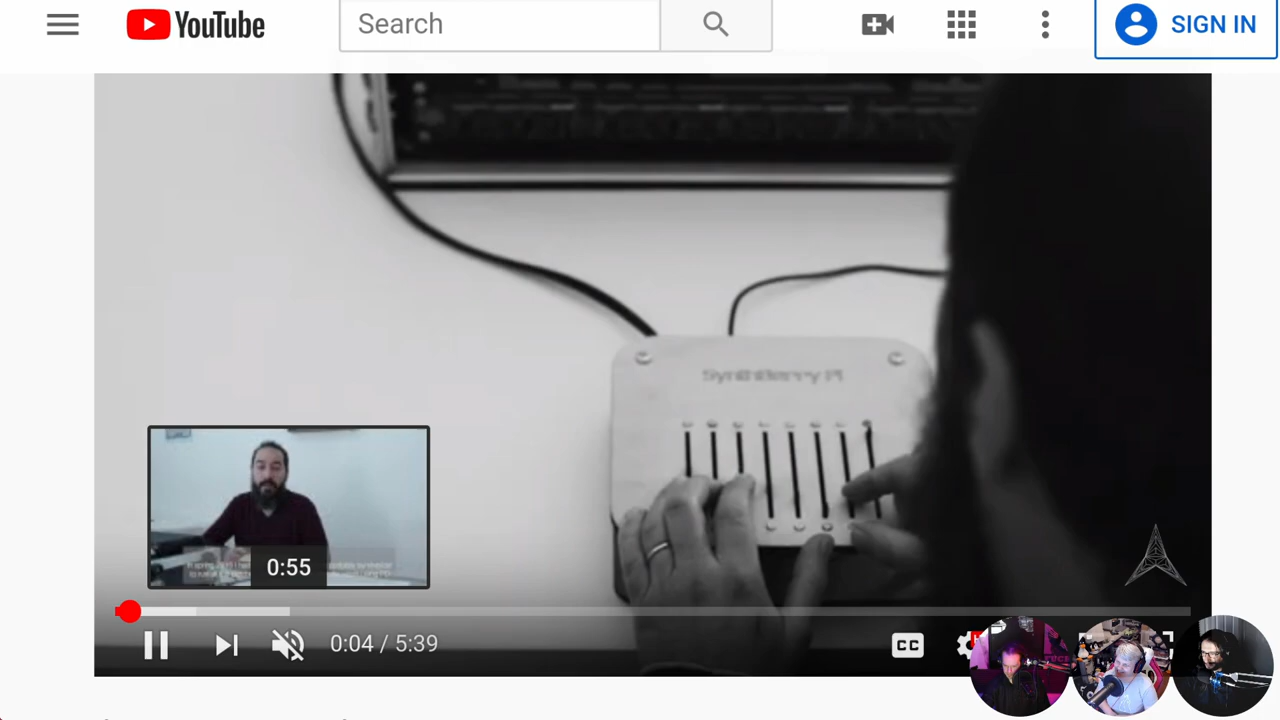 YouTube
Search
SIGN IN
SynthBerry Pi
0:55
0:04 / 5:39
CC